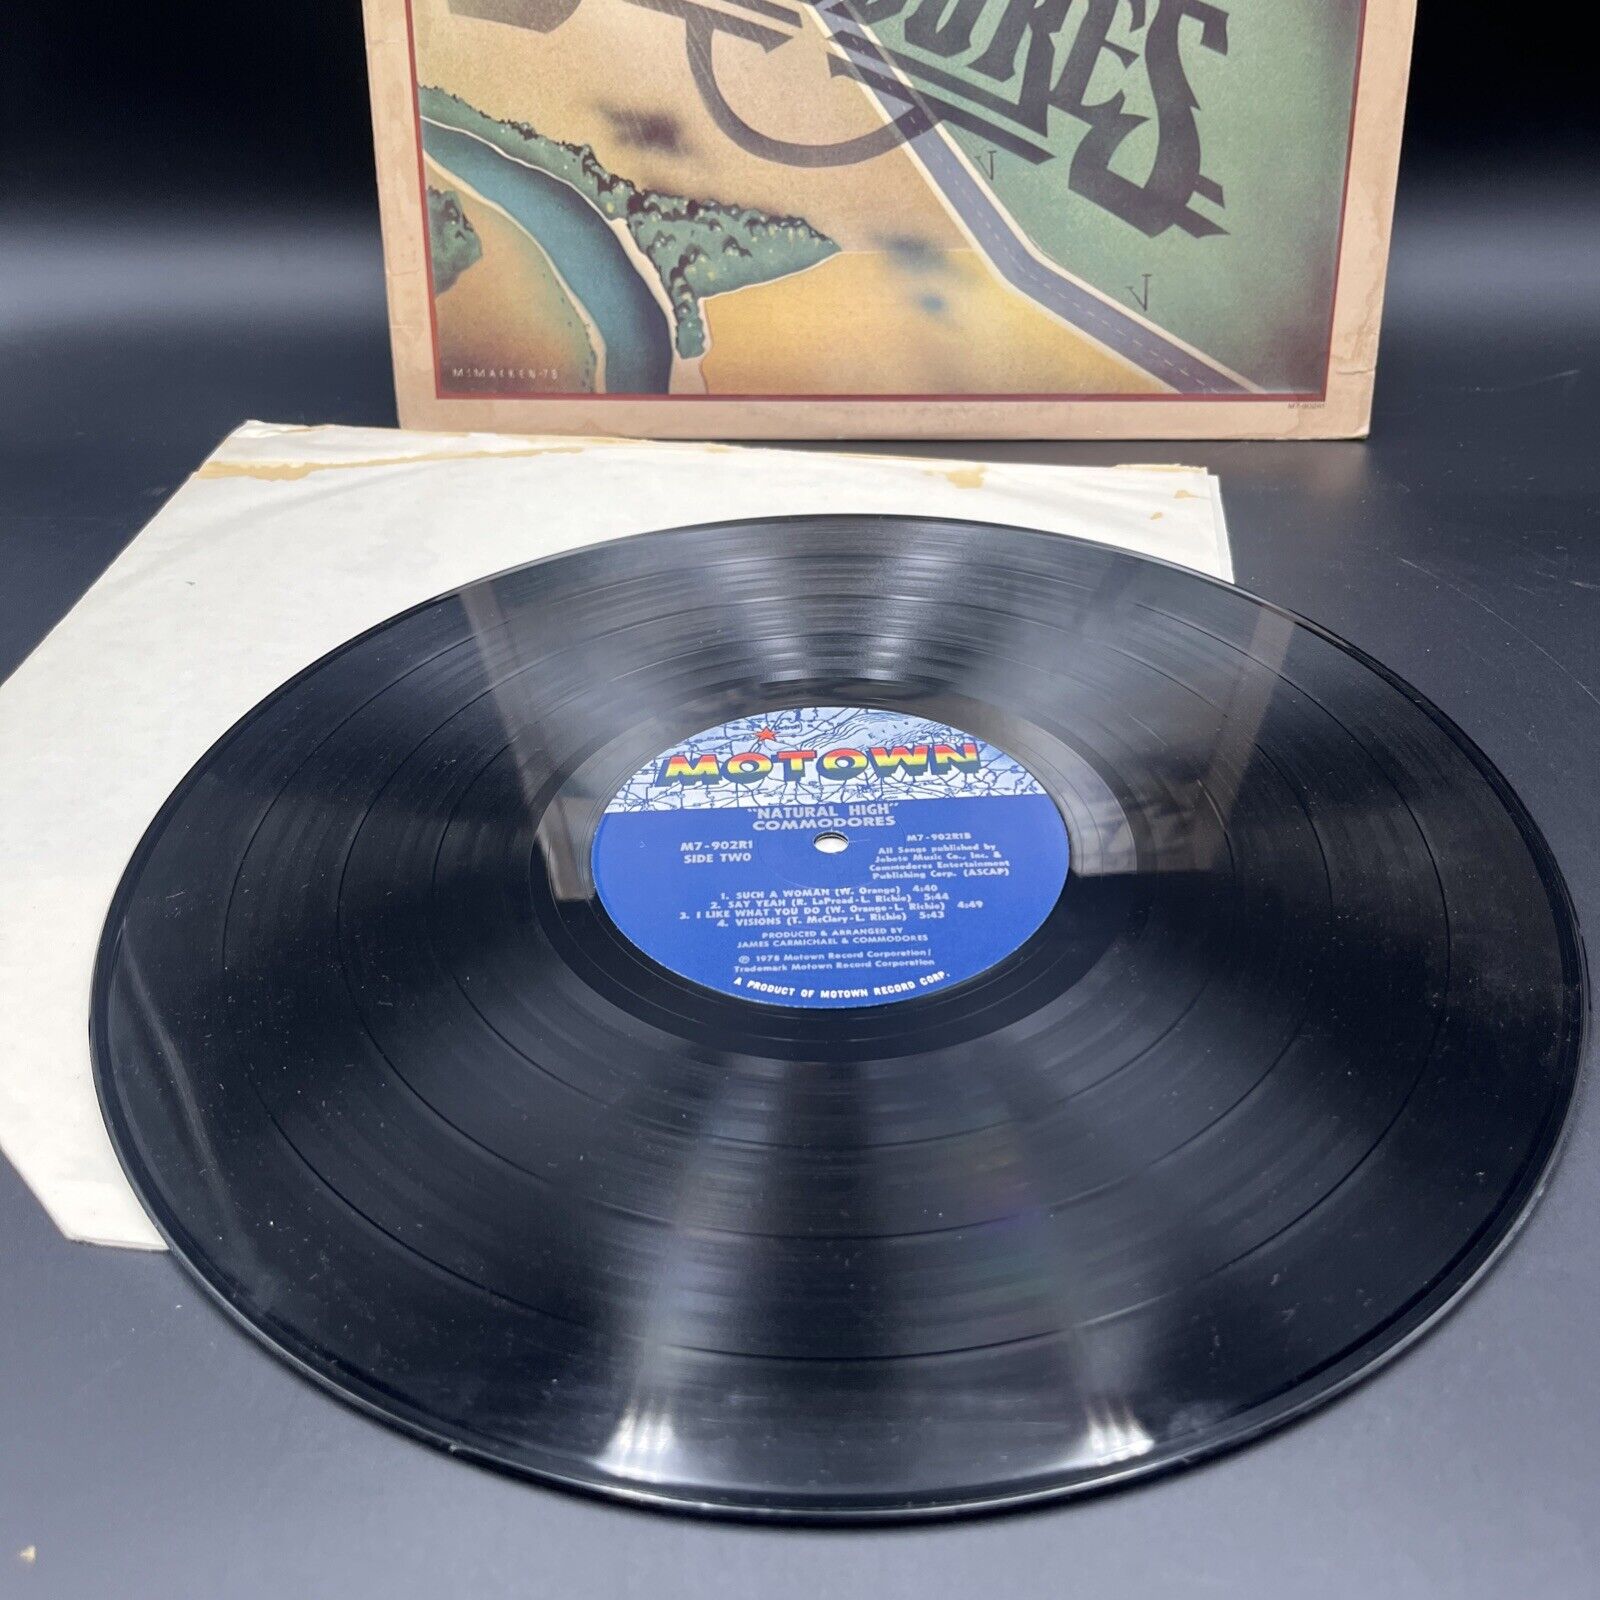 ORES
V
V
McMACKEN·78
M7-902R1
Detroit
MOTOWN
"NATURAL HIGH"
COMMODORES
M7-902R1
SIDE TWO
M7-902R1B
All Songs published by
Jobete Music Co., Inc. &
Commodores Entertainment
Publishing Corp. (ASCAP)
1. SUCH A WOMAN (W. Orange) 4:40
2. SAY YEAH (R. LaPread-L. Richie) 5:44
3. I LIKE WHAT YOU DO (W. Orange-L. Richie) 4:49
4. VISIONS (T. McClary-L. Richie) 5:43
PRODUCED & ARRANGED BY
JAMES CARMICHAEL & COMMODORES
℗ 1978 Motown Record Corporation/
Trademark Motown Record Corporation
A PRODUCT OF MOTOWN RECORD CORP.